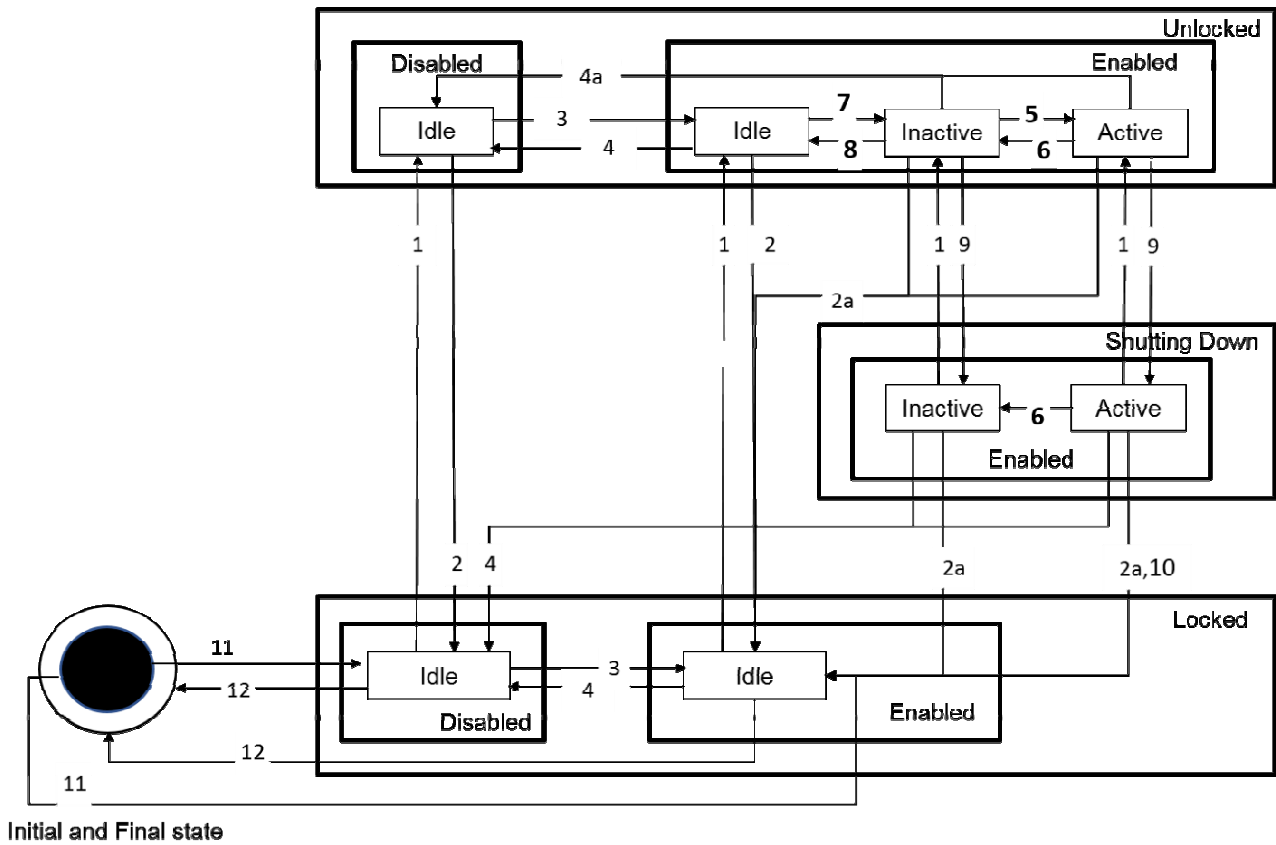 Unlocked
Disabled
Enabled
4a
Idle
3
4
Idle
7
8
Inactive
5
6
Active
1
1
2
1
9
1
9
2a
Shutting Down
Inactive
6
Active
Enabled
2
4
2a
2a,10
Locked
11
12
Idle
3
4
Idle
Disabled
Enabled
12
11
Initial and Final state